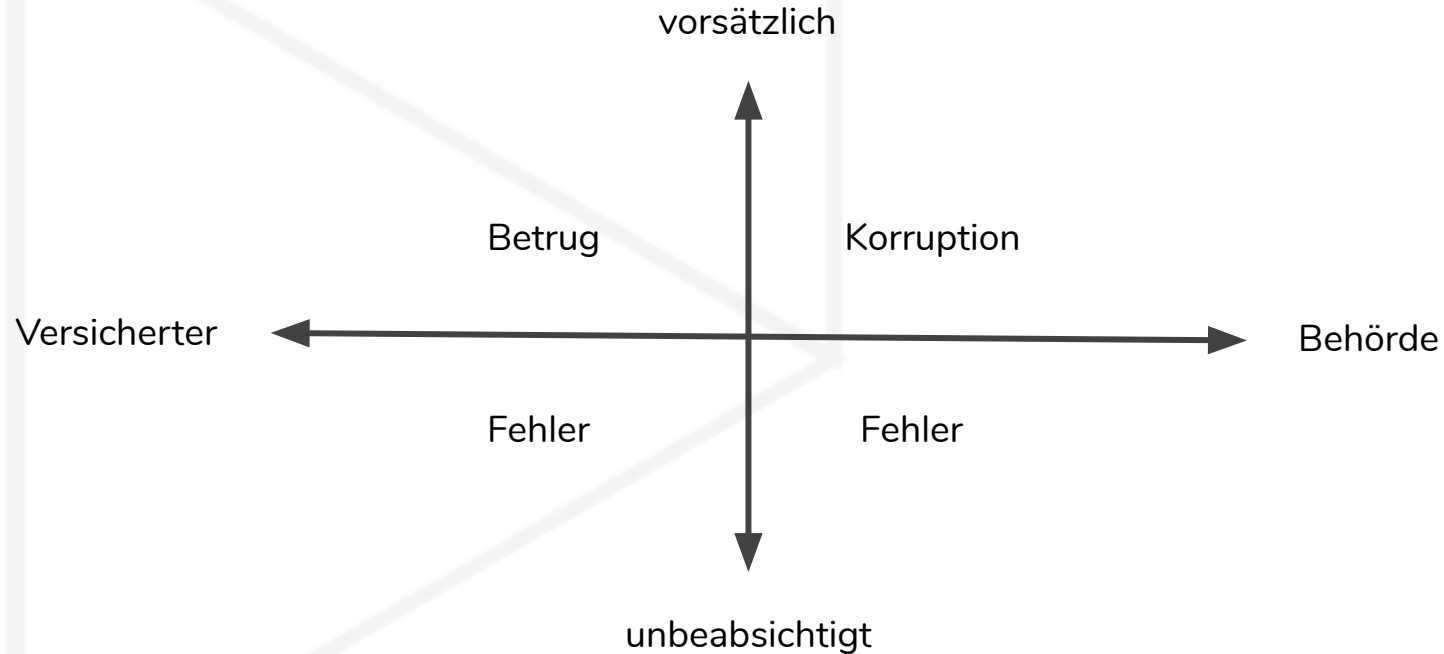 vorsätzlich
Betrug
Korruption
Versicherter
Behörde
Fehler
Fehler
unbeabsichtigt